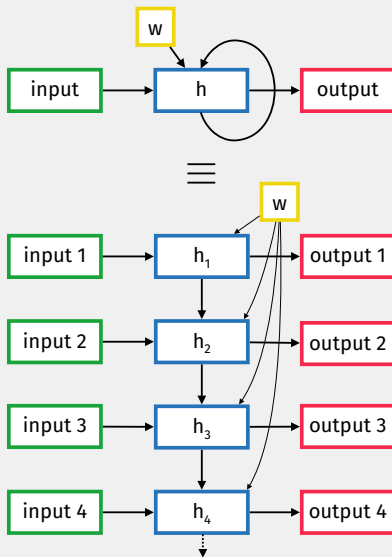 w
input h output
w
input 1 h₁ output 1
input 2 h₂ output 2
input 3 h₃ output 3
input 4 h₄ output 4